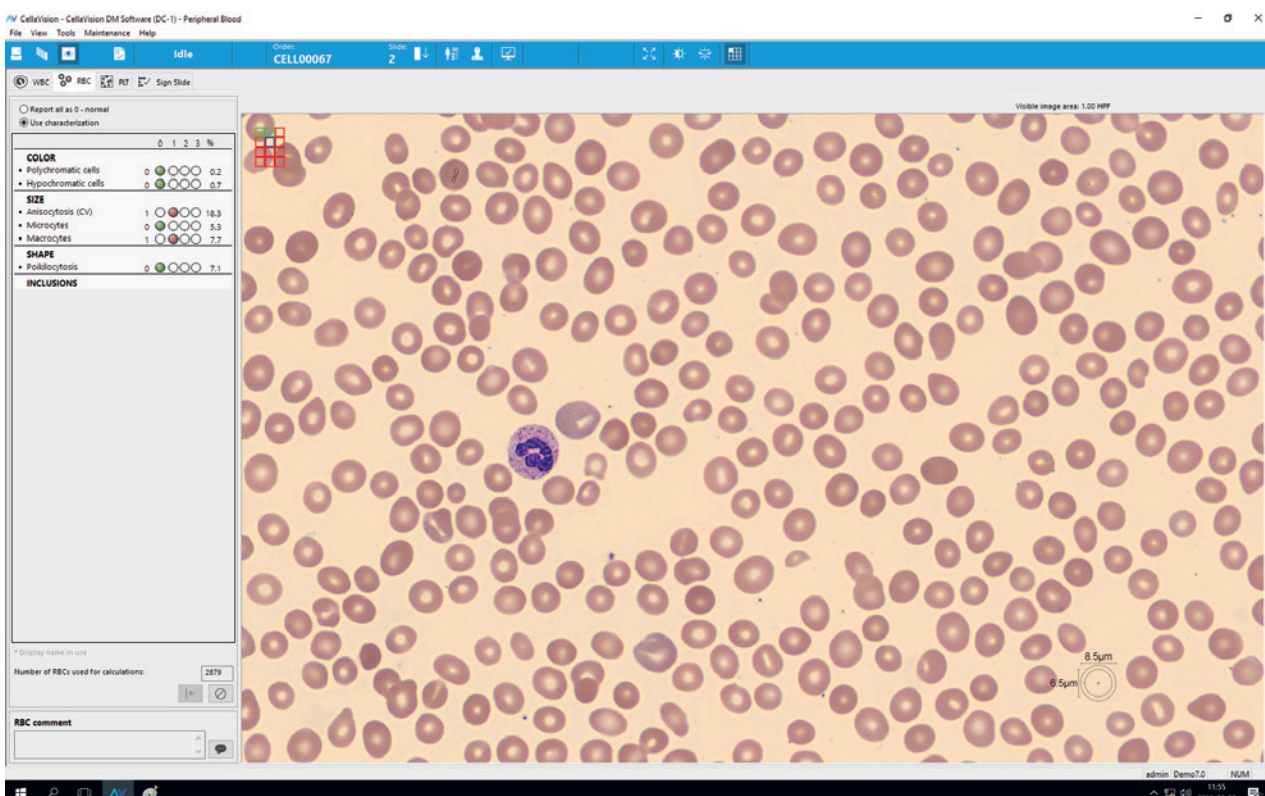 CellaVision - CellaVision DM Software (DC-1) - Peripheral Blood
File View Tools Maintenance Help
Idle
Order:
CELL00067
Slide:
2
WBC RBC PLT Sign Slide
Visible image area: 1.00 HPF
Report all as 0 - normal
Use characterization
0 1 2 3 %
COLOR
• Polychromatic cells 0 0.2
• Hypochromatic cells 0 0.7
SIZE
• Anisocytosis (CV) 1 18.3
• Microcytes 0 5.3
• Macrocytes 1 7.7
SHAPE
• Poikilocytosis 0 7.1
INCLUSIONS
8.5µm
6.5µm
* Display name in use
Number of RBCs used for calculations: 2879
RBC comment
admin Demo7.0 NUM
11:55